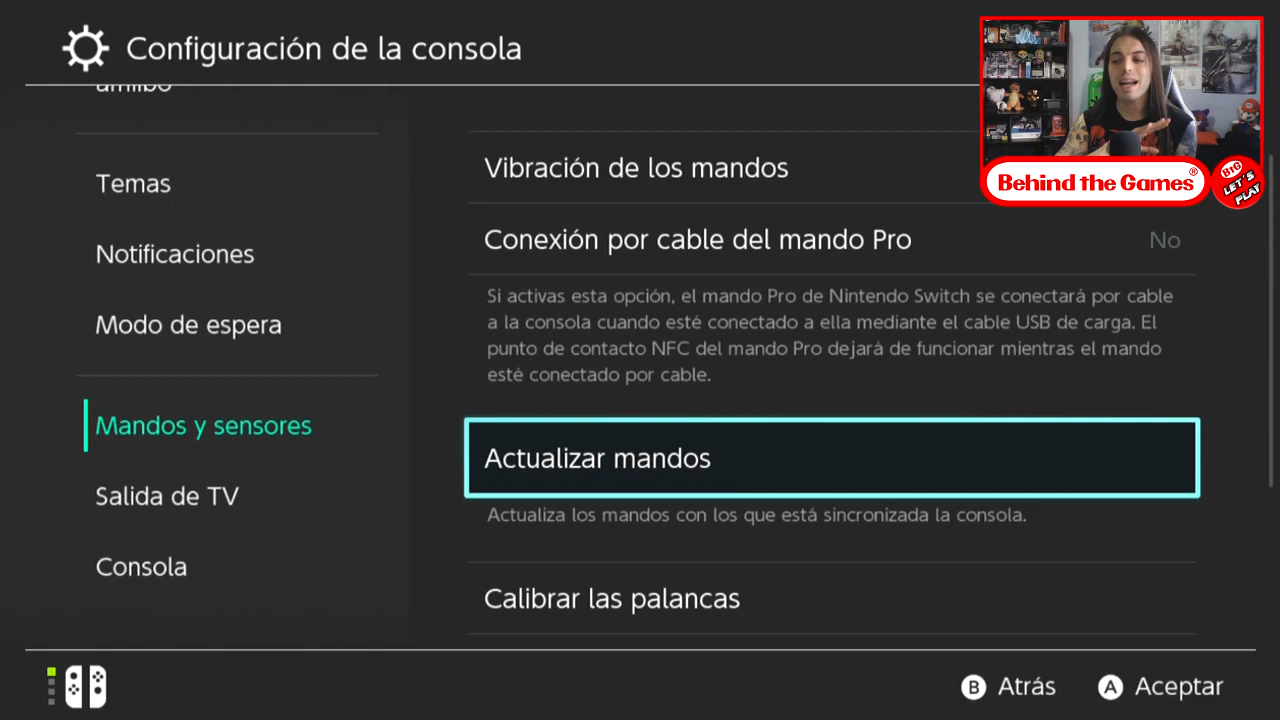 Configuración de la consola
amiibo
Temas
Notificaciones
Modo de espera
Mandos y sensores
Salida de TV
Consola
Vibración de los mandos
Conexión por cable del mando Pro No
Si activas esta opción, el mando Pro de Nintendo Switch se conectará por cable
a la consola cuando esté conectado a ella mediante el cable USB de carga. El
punto de contacto NFC del mando Pro dejará de funcionar mientras el mando
esté conectado por cable.
Actualizar mandos
Actualiza los mandos con los que está sincronizada la consola.
Calibrar las palancas
Behind the Games®
BtG
LET'S
PLAY
B Atrás A Aceptar